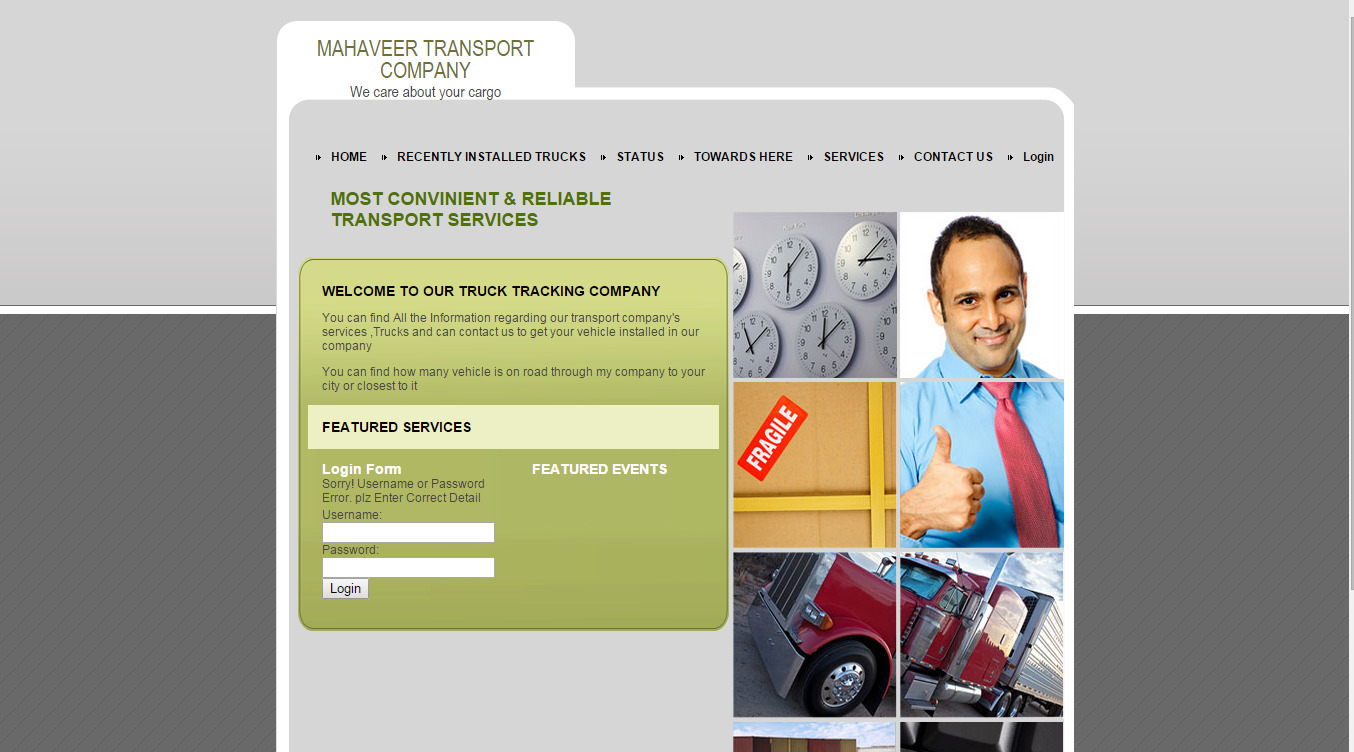 MAHAVEER TRANSPORT
COMPANY
We care about your cargo
HOME RECENTLY INSTALLED TRUCKS STATUS TOWARDS HERE SERVICES CONTACT US Login
MOST CONVINIENT & RELIABLE
TRANSPORT SERVICES
WELCOME TO OUR TRUCK TRACKING COMPANY
You can find All the Information regarding our transport company's
services ,Trucks and can contact us to get your vehicle installed in our
company
You can find how many vehicle is on road through my company to your
city or closest to it
FEATURED SERVICES
Login Form
Sorry! Username or Password
Error. plz Enter Correct Detail
Username:
Password:
Login
FEATURED EVENTS
FRAGILE